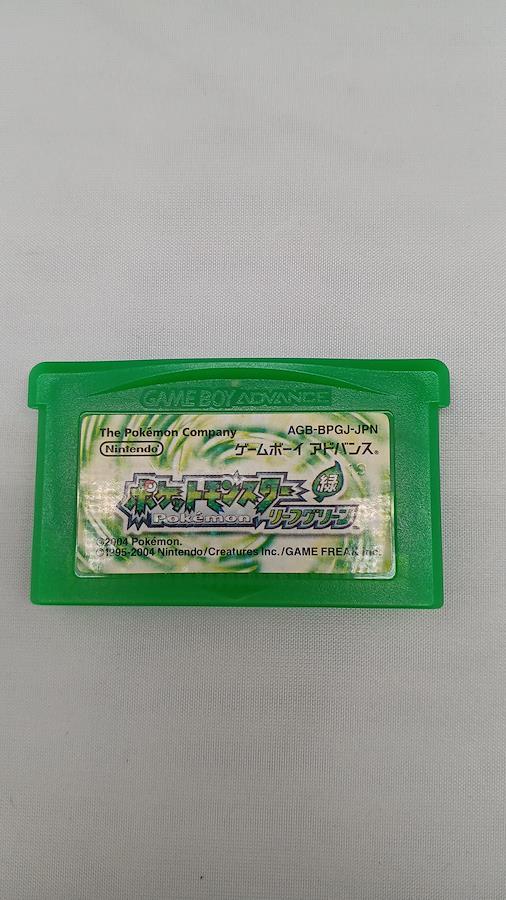 GAME BOY ADVANCE
The Pokémon Company AGB-BPGJ-JPN
Nintendo® ゲームボーイ アドバンス®
ポケットモンスター 緑
Pokémon リーフグリーン™
©2004 Pokémon.
©1995-2004 Nintendo/Creatures inc./GAME FREAK inc.